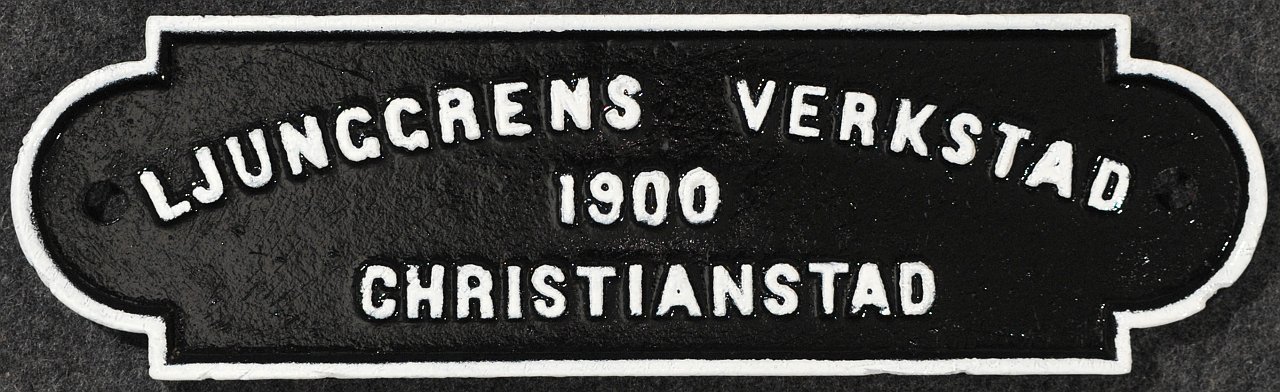 LJUNGGRENS VERKSTAD
1900
CHRISTIANSTAD